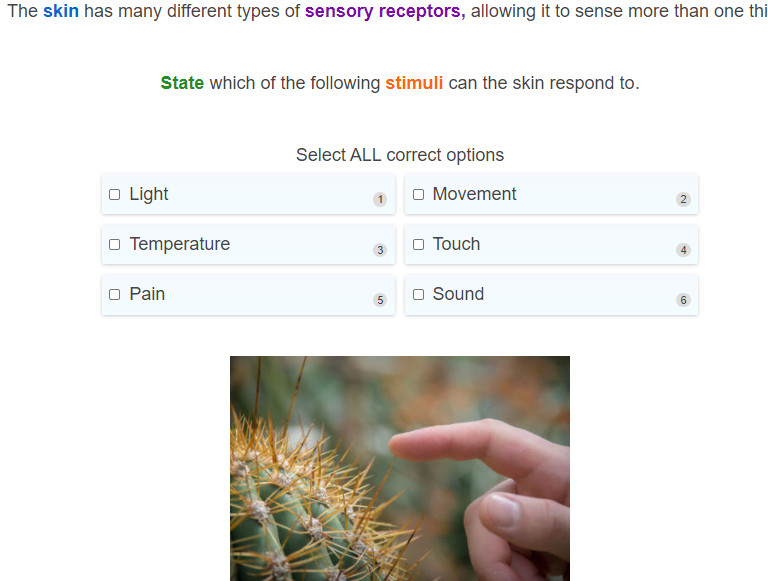 The skin has many different types of sensory receptors, allowing it to sense more than one thi
State which of the following stimuli can the skin respond to.
Select ALL correct options
Light 1
Movement 2
Temperature 3
Touch 4
Pain 5
Sound 6